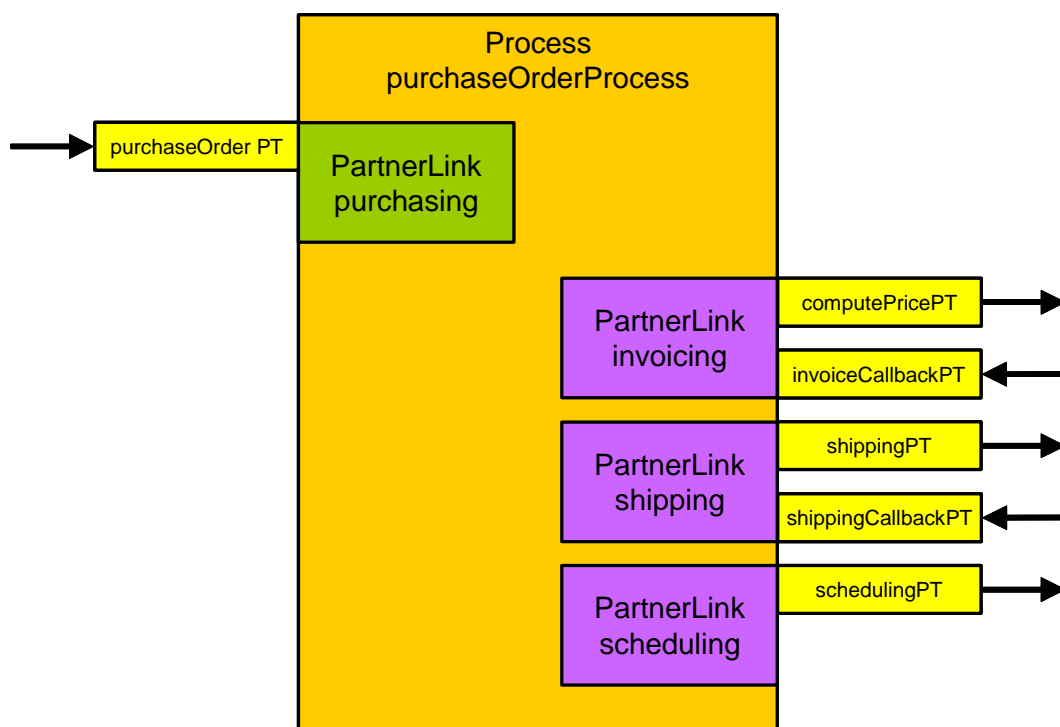 Process
purchaseOrderProcess
purchaseOrder PT
PartnerLink
purchasing
PartnerLink
invoicing
computePricePT
invoiceCallbackPT
PartnerLink
shipping
shippingPT
shippingCallbackPT
PartnerLink
scheduling
schedulingPT